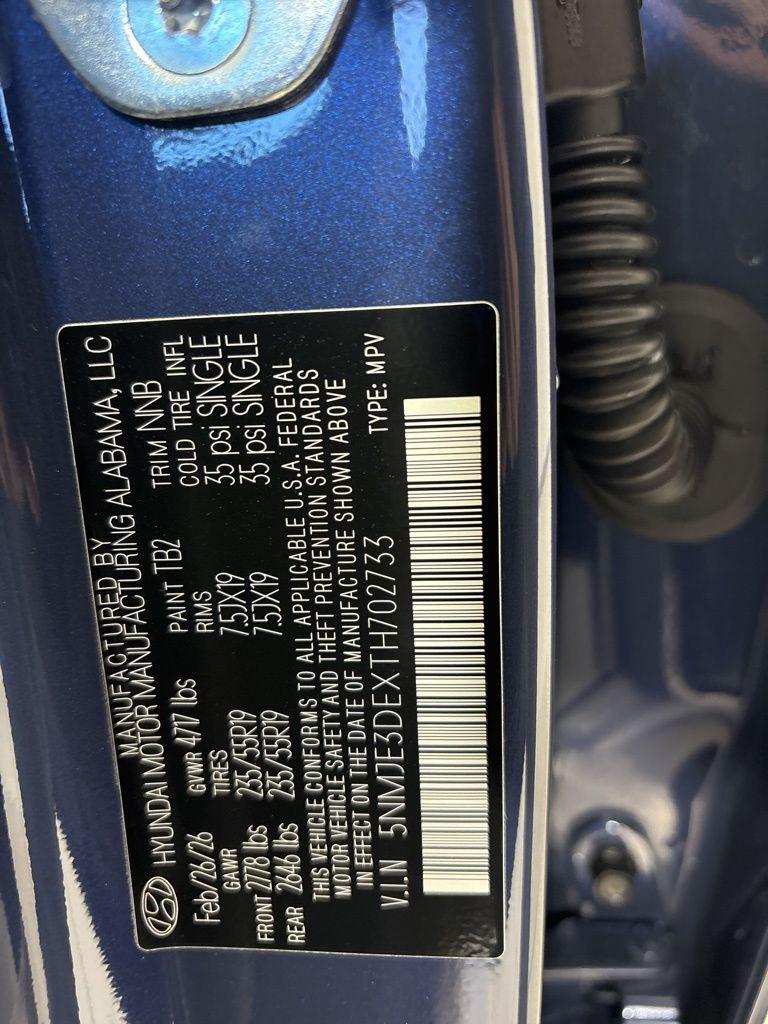 MANUFACTURED BY
HYUNDAI MOTOR MANUFACTURING ALABAMA, LLC
Feb/26/26 GVWR 4717 lbs PAINT TB2 TRIM NNB
GAWR TIRES RIMS COLD TIRE INFL
FRONT 2778 lbs 235/55R19 7.5JX19 35 psi SINGLE
REAR 2646 lbs 235/55R19 7.5JX19 35 psi SINGLE
THIS VEHICLE CONFORMS TO ALL APPLICABLE U.S.A. FEDERAL
MOTOR VEHICLE SAFETY AND THEFT PREVENTION STANDARDS
IN EFFECT ON THE DATE OF MANUFACTURE SHOWN ABOVE
V.I.N 5NMJE3DEXTH702733 TYPE: MPV